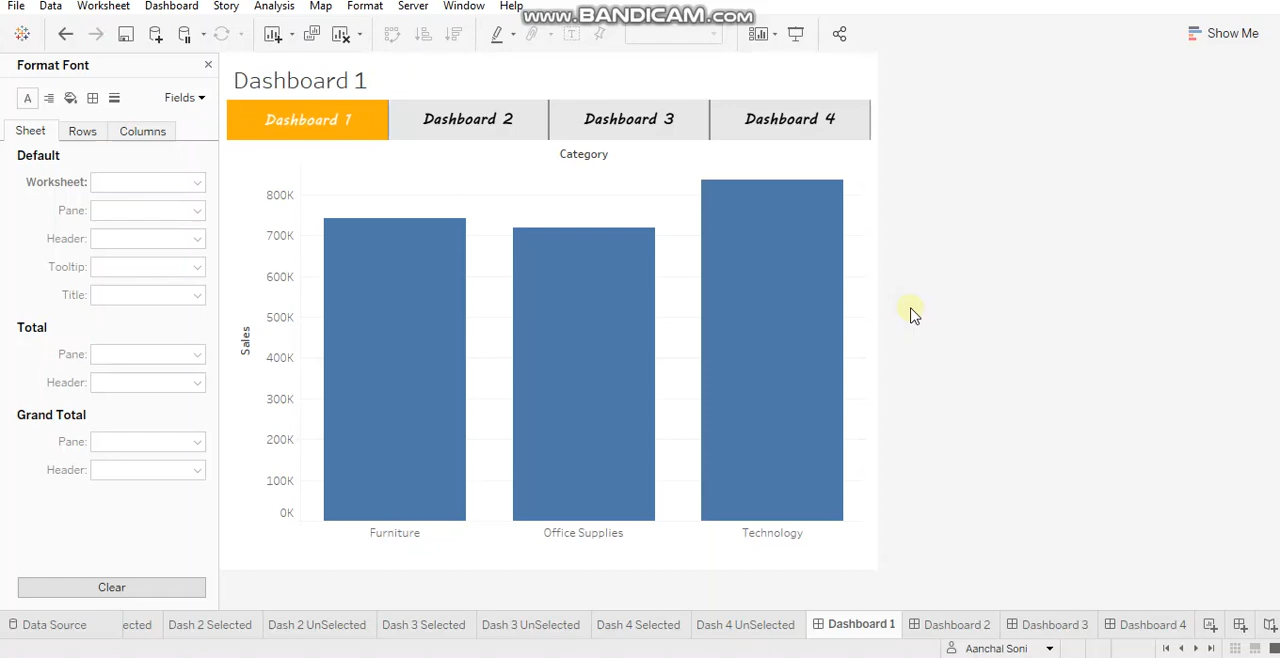 www.BANDICAM.com
File Data Worksheet Dashboard Story Analysis Map Format Server Window Help
Show Me
Format Font
Fields
Sheet Rows Columns
Default
Worksheet:
Pane:
Header:
Tooltip:
Title:
Total
Pane:
Header:
Grand Total
Pane:
Header:
Clear
Dashboard 1
Dashboard 1 Dashboard 2 Dashboard 3 Dashboard 4
Category
800K
700K
600K
500K
400K
300K
200K
100K
0K
Sales
Furniture Office Supplies Technology
Data Source ected Dash 2 Selected Dash 2 UnSelected Dash 3 Selected Dash 3 UnSelected Dash 4 Selected Dash 4 UnSelected Dashboard 1 Dashboard 2 Dashboard 3 Dashboard 4
Aanchal Soni